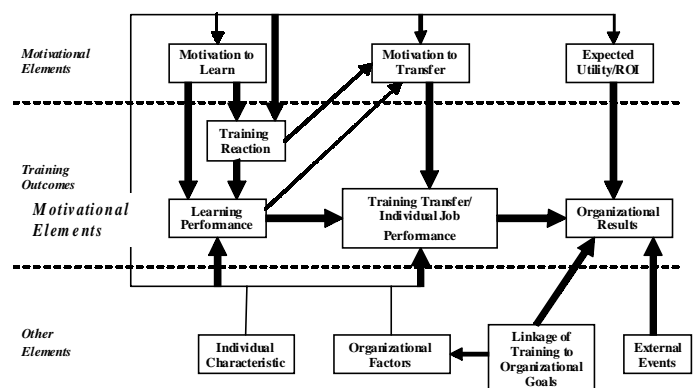 Motivational
Elements
Motivation to
Learn
Motivation to
Transfer
Expected
Utility/ROI
Training
Reaction
Training
Outcomes
Motivational
Elements
Learning
Performance
Training Transfer/
Individual Job
Performance
Organizational
Results
Other
Elements
Individual
Characteristic
Organizational
Factors
Linkage of
Training to
Organizational
Goals
External
Events